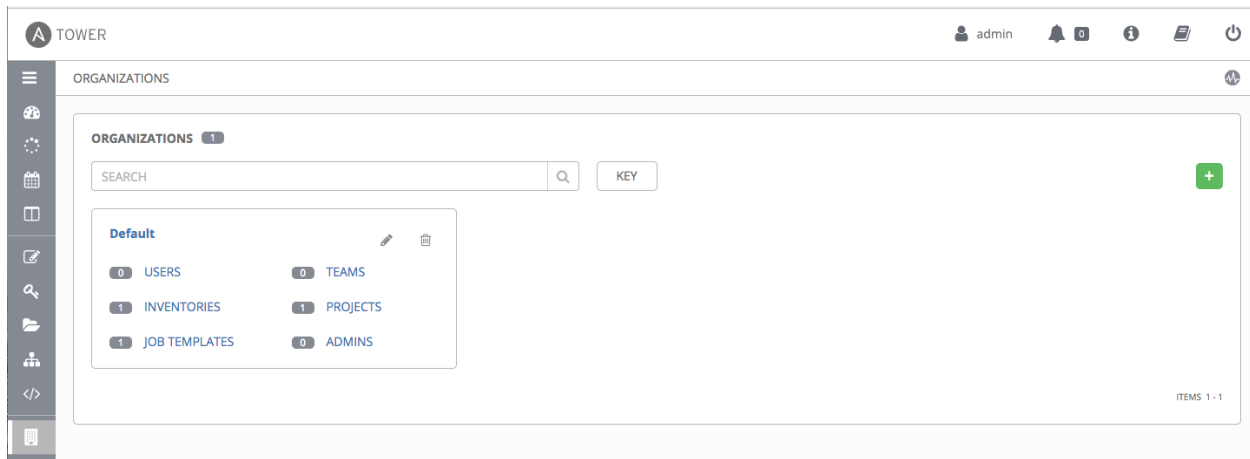 A TOWER admin 0
ORGANIZATIONS
ORGANIZATIONS 1
SEARCH KEY +
Default
0 USERS 0 TEAMS
1 INVENTORIES 1 PROJECTS
1 JOB TEMPLATES 0 ADMINS
ITEMS 1 - 1